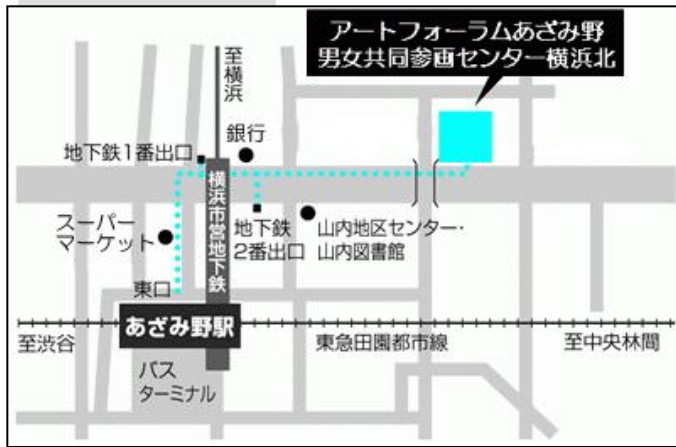 アートフォーラムあざみ野
男女共同参画センター横浜北
至横浜
銀行
地下鉄1番出口
横浜市営地下鉄
スーパー
マーケット
地下鉄
2番出口
山内地区センター・
山内図書館
東口
あざみ野駅
至渋谷
東急田園都市線
至中央林間
バス
ターミナル